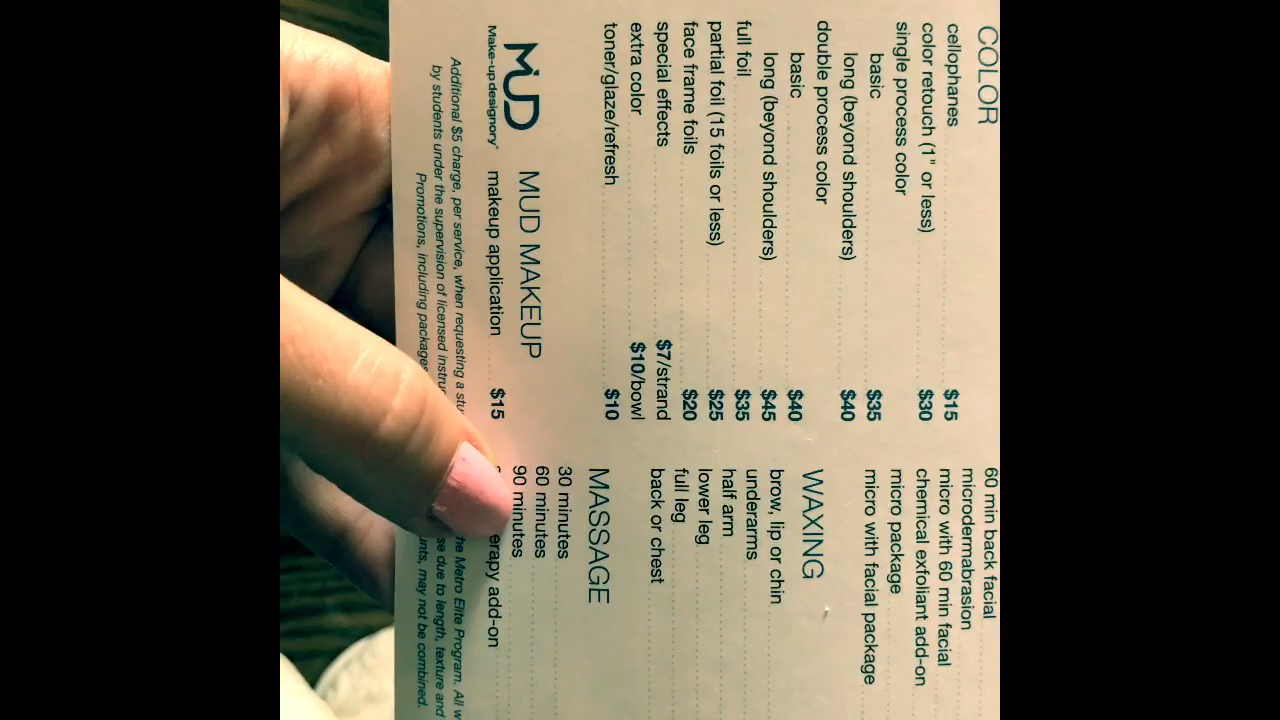 COLOR
cellophanes $15
color retouch (1" or less) $30
single process color
basic $35
long (beyond shoulders) $40
double process color
basic $40
long (beyond shoulders) $45
full foil $35
partial foil (15 foils or less) $25
face frame foils $20
special effects $7/strand
extra color $10/bowl
toner/glaze/refresh $10
MUD
Make-up designory
MUD MAKEUP
makeup application $15
60 min back facial
microdermabrasion
micro with 60 min facial
chemical exfoliant add-on
micro package
micro with facial package
WAXING
brow, lip or chin
underarms
half arm
lower leg
full leg
back or chest
MASSAGE
30 minutes
60 minutes
90 minutes
add-on
Additional $5 charge, per service, when requesting a Metro Elite Program. All
by students under the supervision of licensed due to length, texture and
Promotions, including may not be combined.